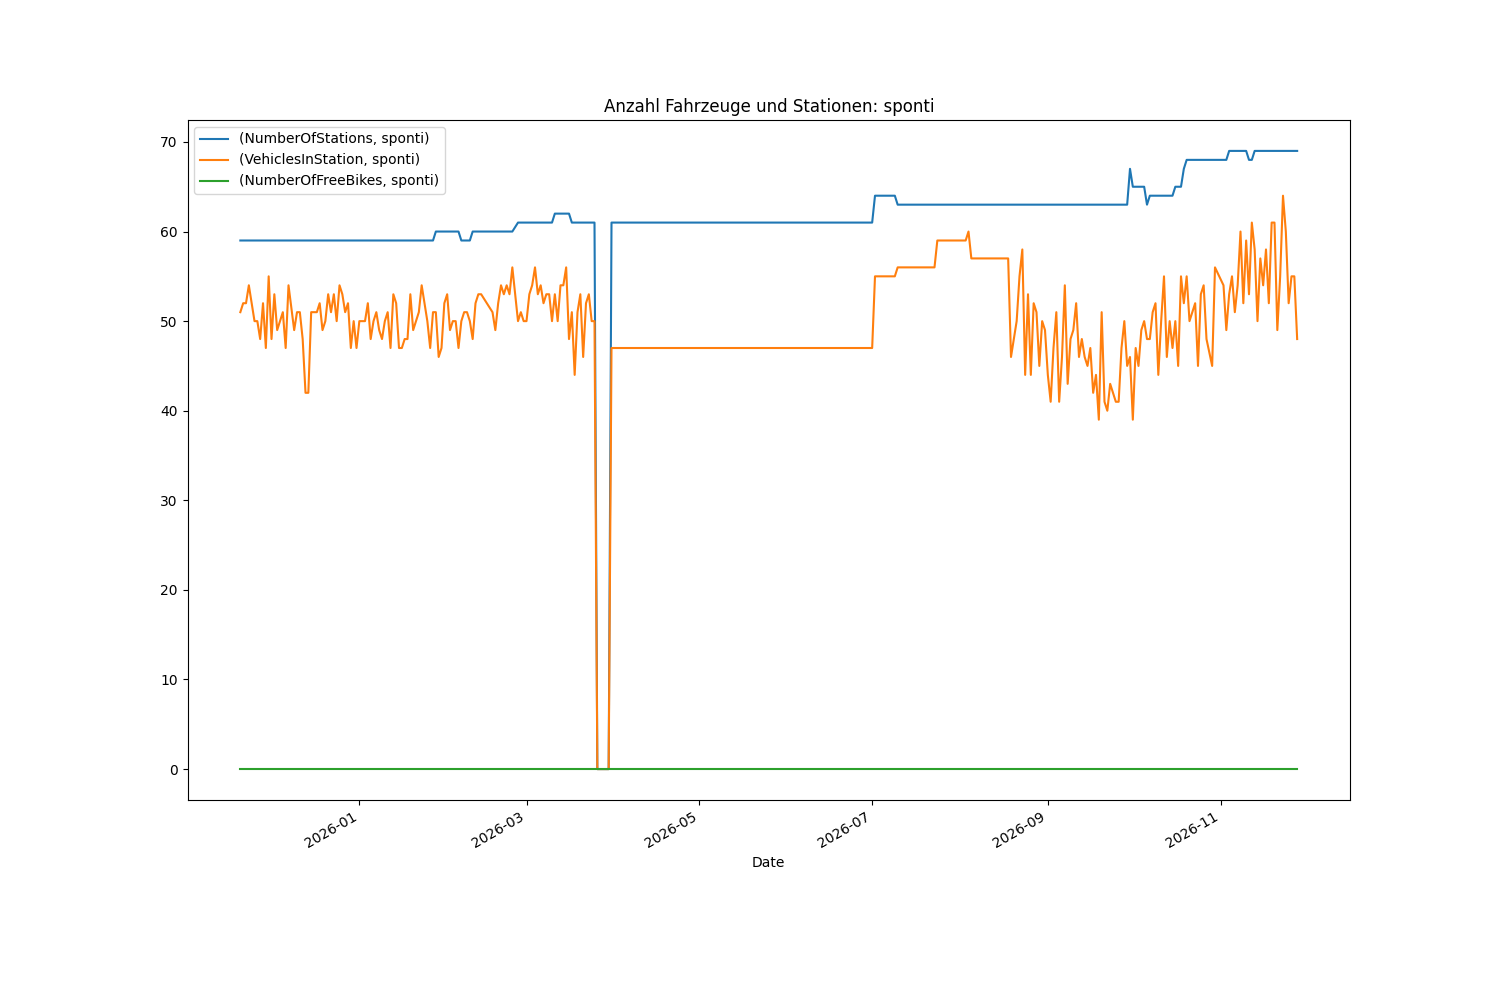 Anzahl Fahrzeuge und Stationen: sponti
(NumberOfStations, sponti)
(VehiclesInStation, sponti)
(NumberOfFreeBikes, sponti)
70
60
50
40
30
20
10
0
2026-01
2026-03
2026-05
2026-07
2026-09
2026-11
Date